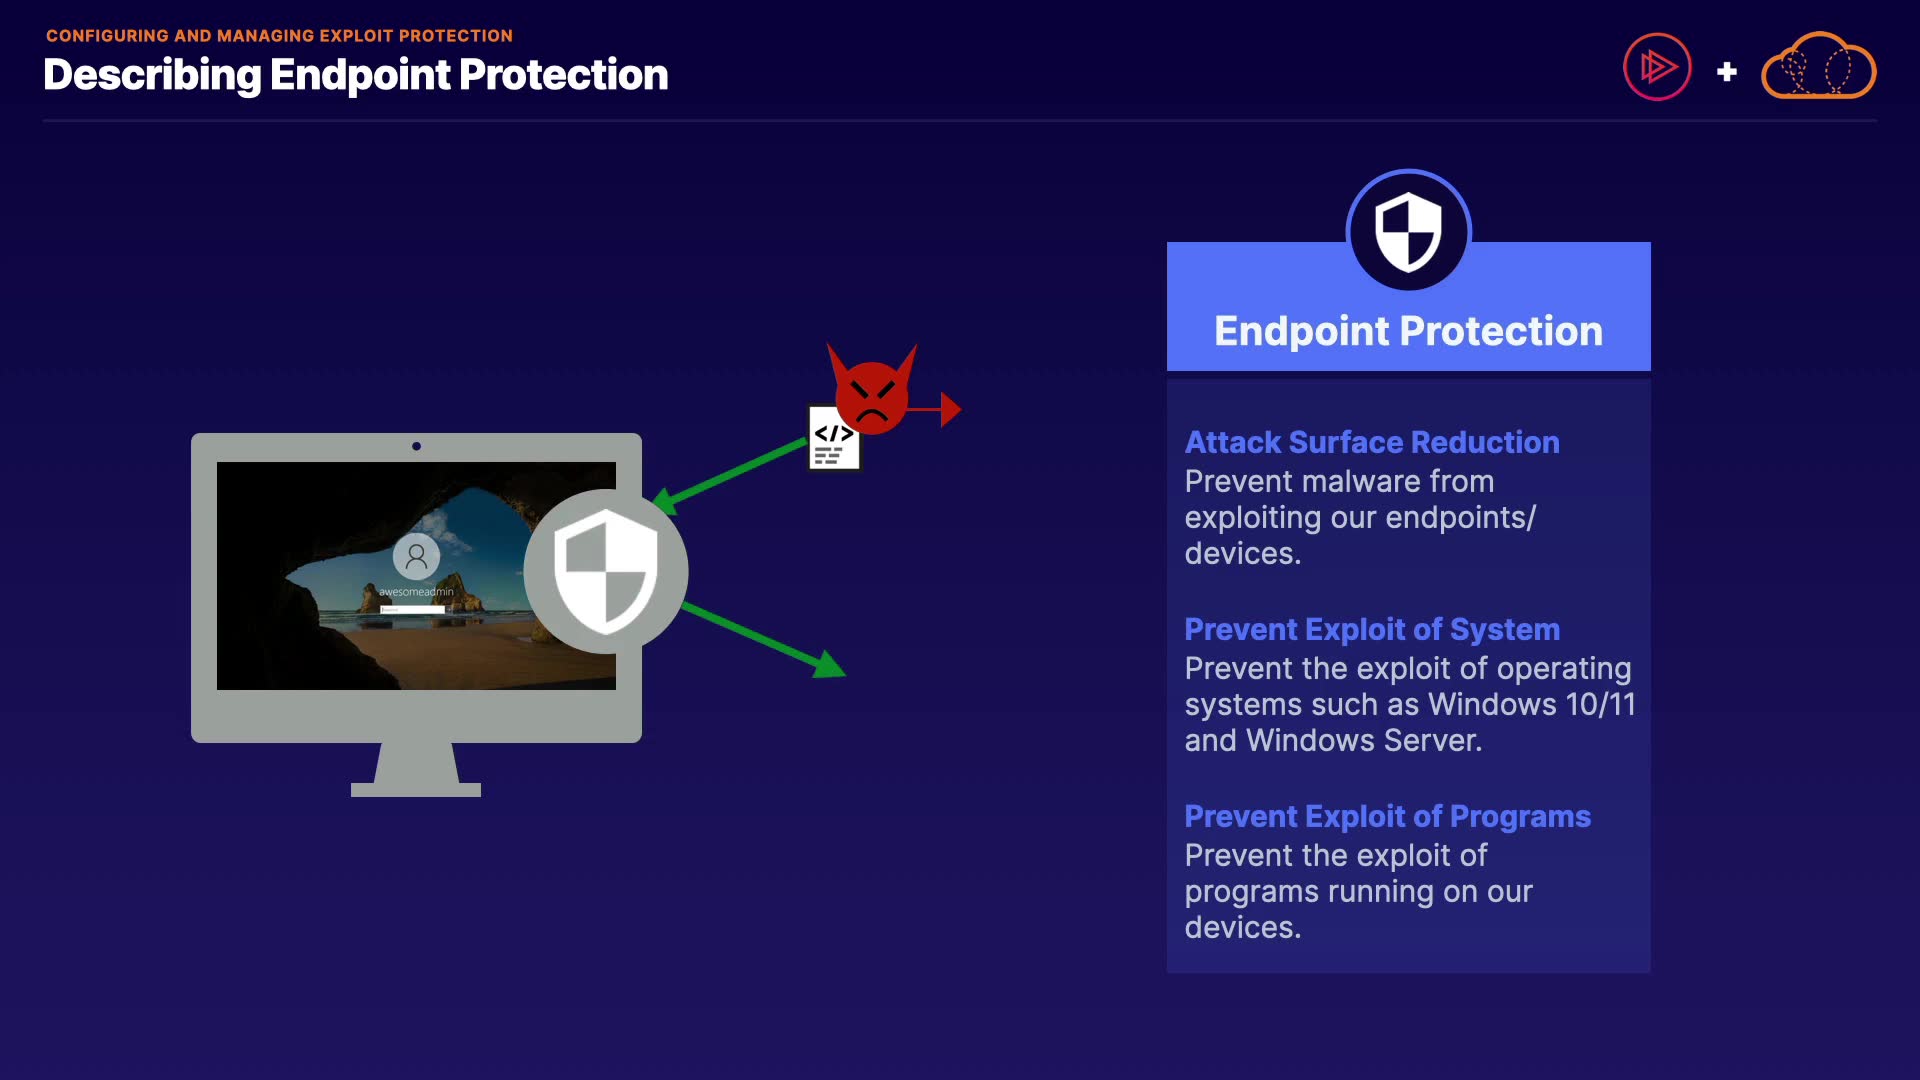 CONFIGURING AND MANAGING EXPLOIT PROTECTION
Describing Endpoint Protection
awesomeadmin
</>
Endpoint Protection
Attack Surface Reduction
Prevent malware from
exploiting our endpoints/
devices.
Prevent Exploit of System
Prevent the exploit of operating
systems such as Windows 10/11
and Windows Server.
Prevent Exploit of Programs
Prevent the exploit of
programs running on our
devices.